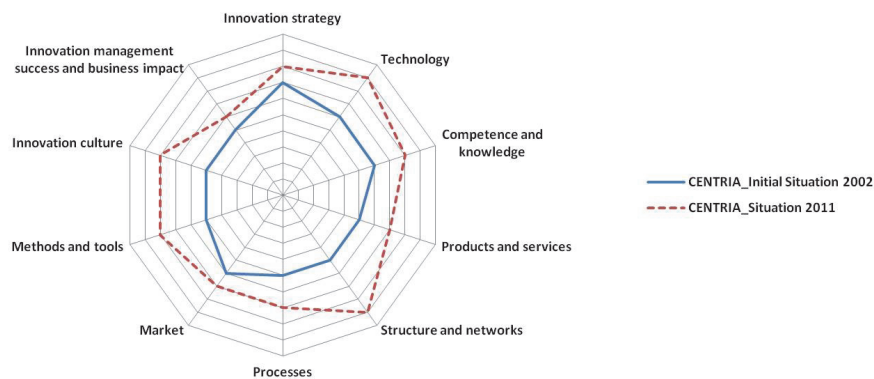 Innovation strategy
Technology
Competence and
knowledge
Products and services
Structure and networks
Processes
Market
Methods and tools
Innovation culture
Innovation management
success and business impact
CENTRIA_Initial Situation 2002
CENTRIA_Situation 2011